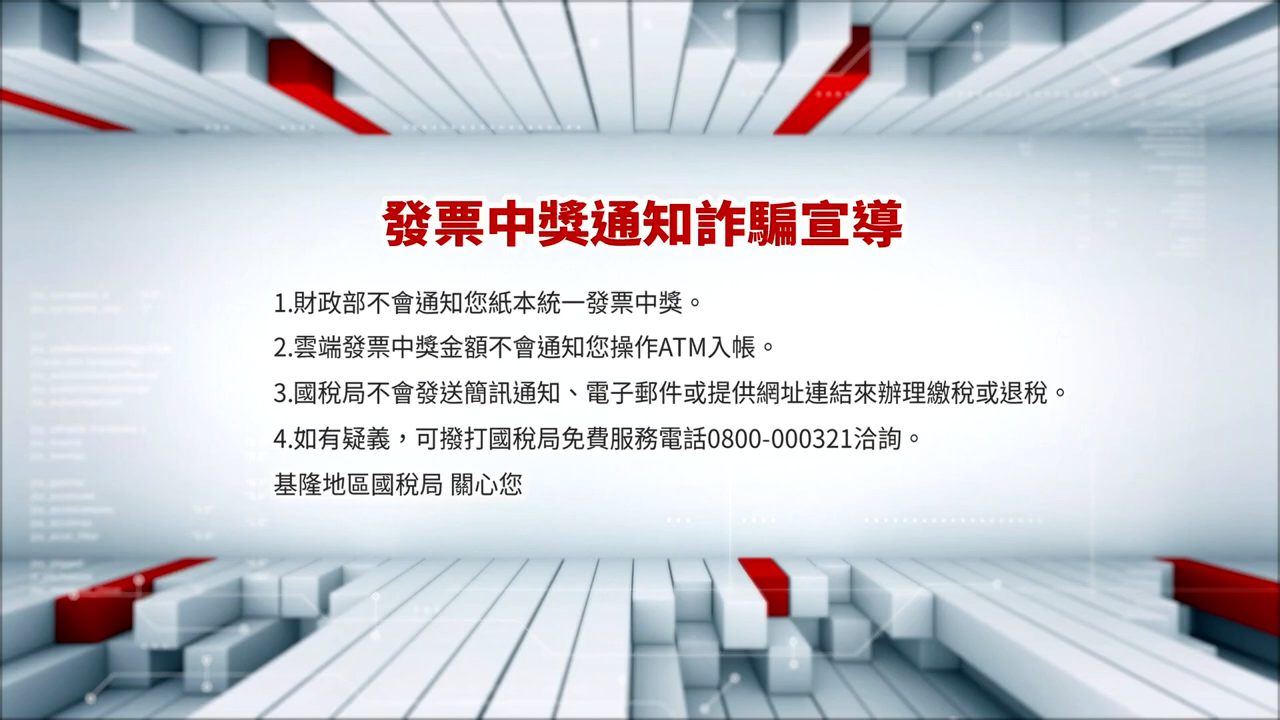 發票中獎通知詐騙宣導
1.財政部不會通知您紙本統一發票中獎。
2.雲端發票中獎金額不會通知您操作ATM入帳。
3.國稅局不會發送簡訊通知、電子郵件或提供網址連結來辦理繳稅或退稅。
4.如有疑義，可撥打國稅局免費服務電話0800-000321洽詢。
基隆地區國稅局 關心您